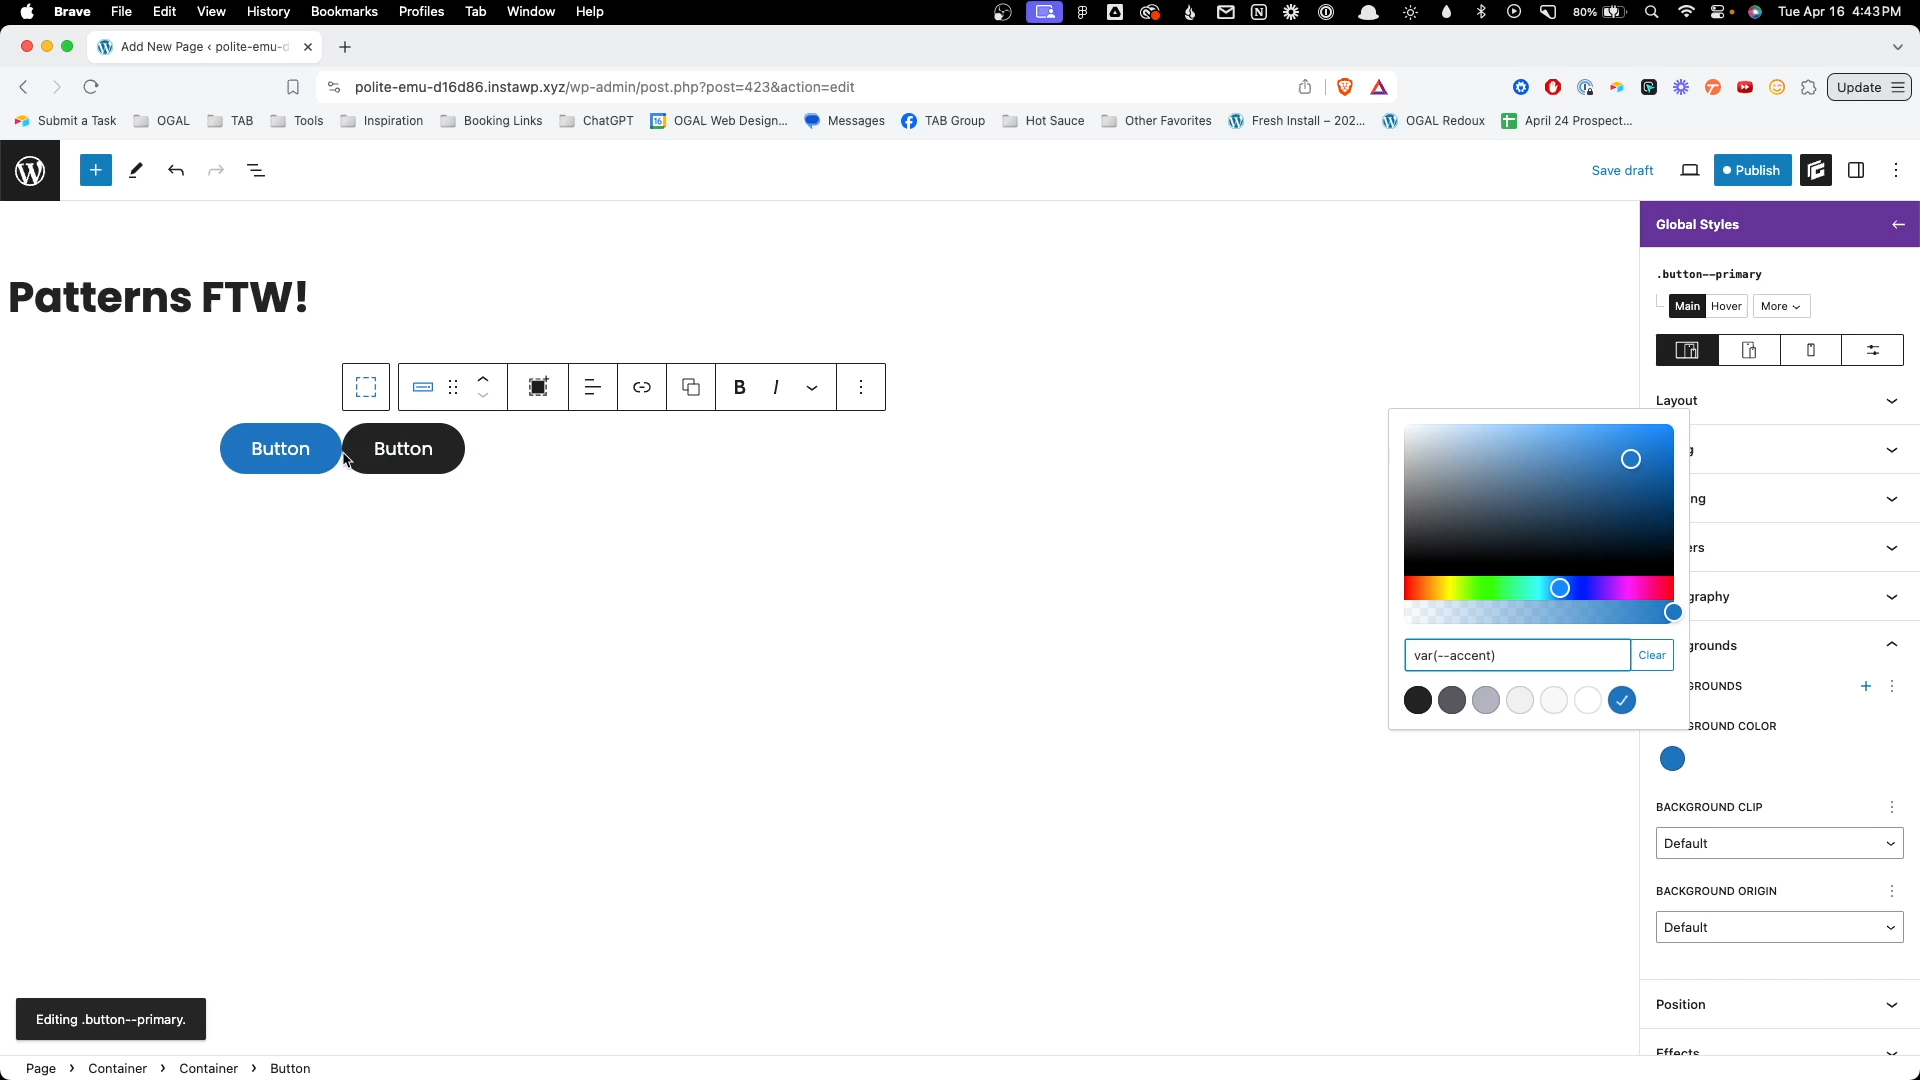 Brave File Edit View History Bookmarks Profiles Tab Window Help 80% Tue Apr 16 4:43 PM
Add New Page ‹ polite-emu-d
polite-emu-d16d86.instawp.xyz/wp-admin/post.php?post=423&action=edit Update
Submit a Task OGAL TAB Tools Inspiration Booking Links ChatGPT OGAL Web Design... Messages TAB Group Hot Sauce Other Favorites Fresh Install – 202... OGAL Redoux April 24 Prospect...
Save draft Publish
Global Styles
.button--primary
Main Hover More
Patterns FTW!
B I
Layout
Button Button
g
ng
ers
graphy
grounds
var(--accent) Clear
GROUNDS
GROUND COLOR
BACKGROUND CLIP
Default
BACKGROUND ORIGIN
Default
Position
Editing .button--primary.
Effects
Page › Container › Container › Button